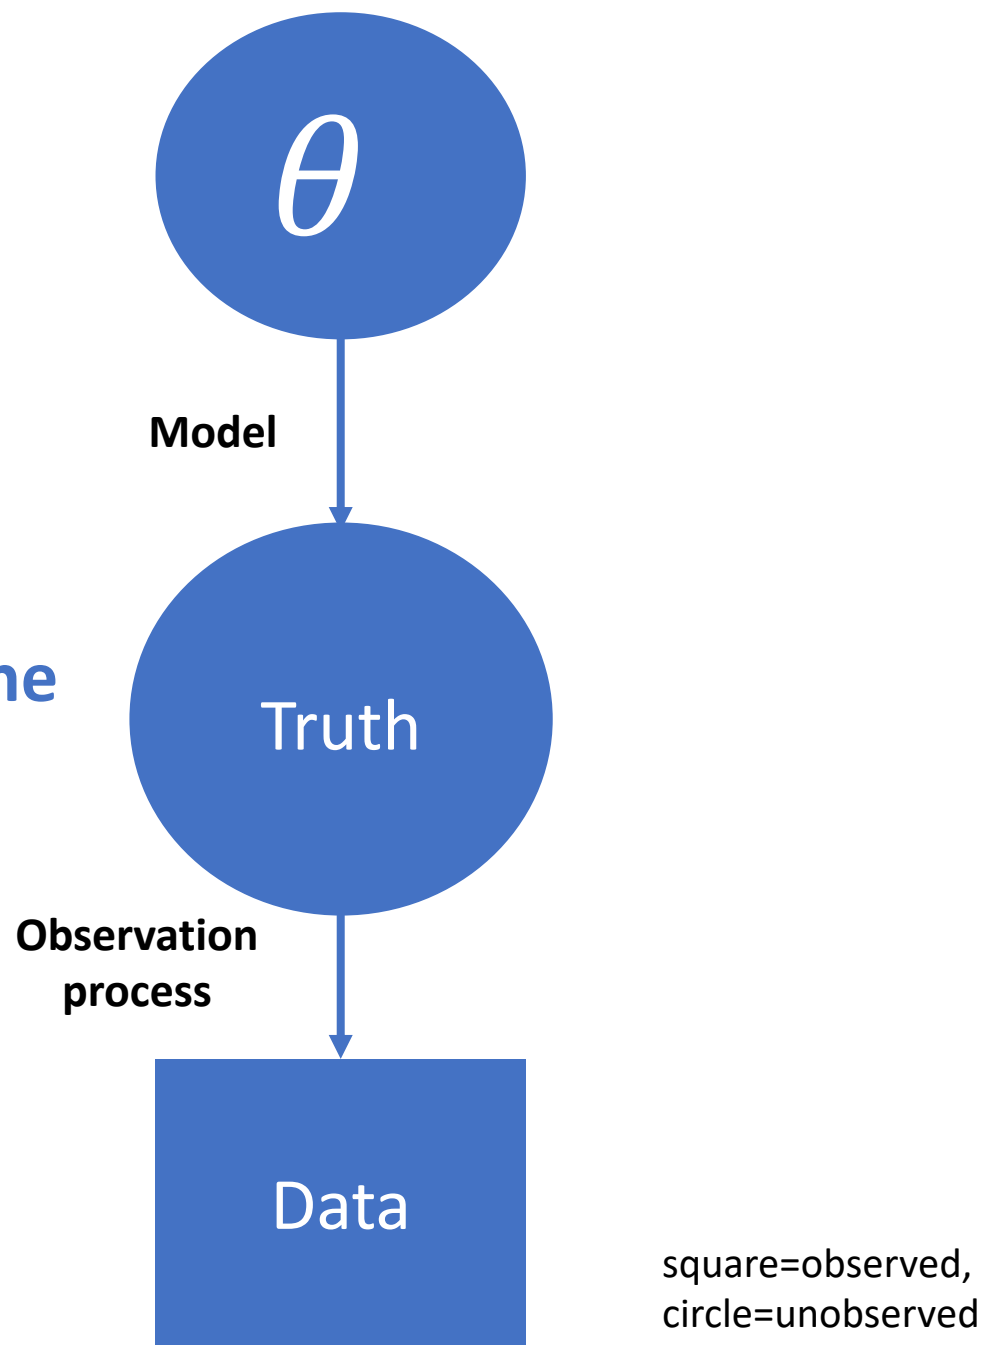 θ
Model
Truth
Observation
process
Data
square=observed,
circle=unobserved